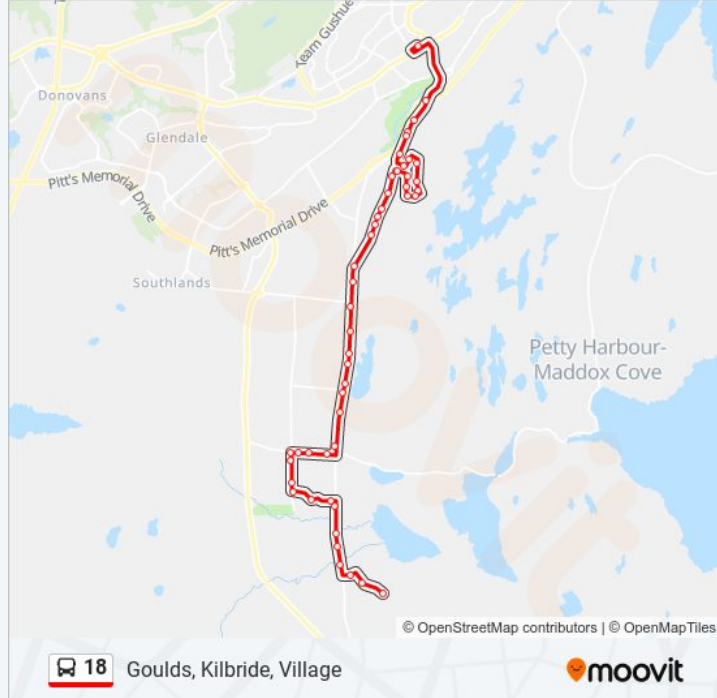 Team Gushue
Donovans
Glendale
Pitt's Memorial Drive
Pitt's Memorial Drive
Southlands
Petty Harbour-
Maddox Cove
© OpenStreetMap contributors | © OpenMapTiles
18 Goulds, Kilbride, Village
moovit